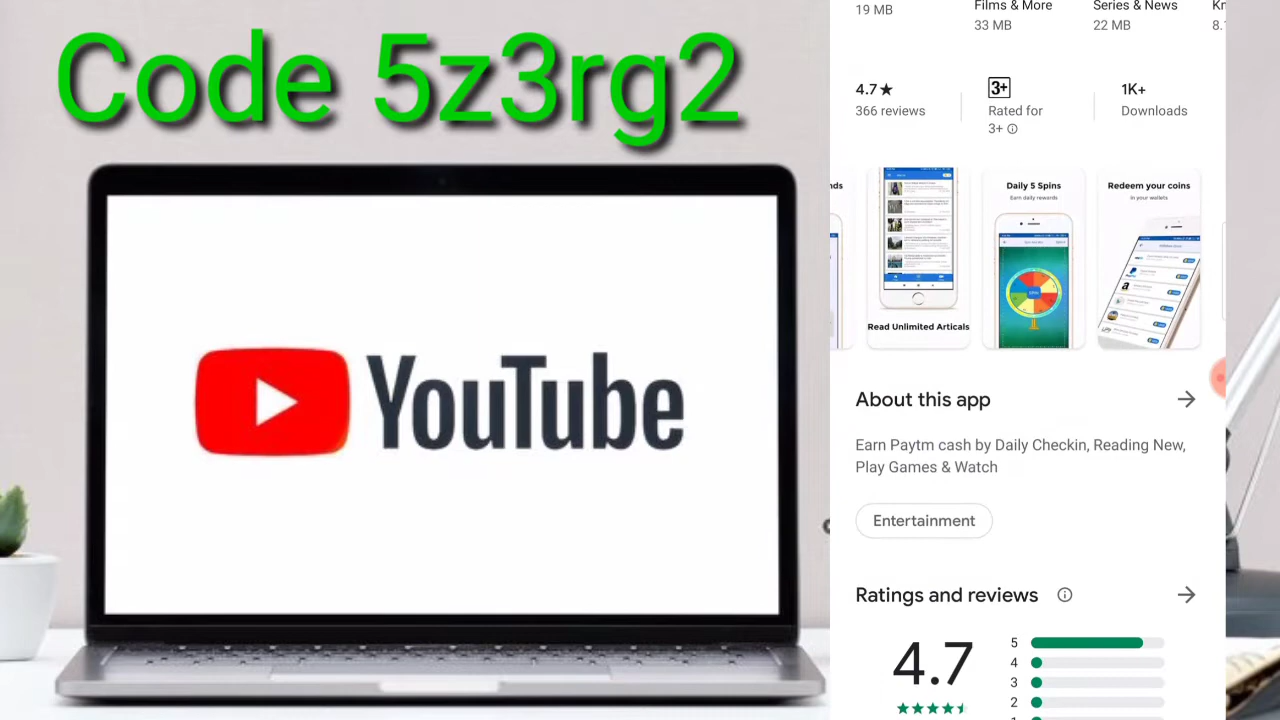 Code 5z3rg2
YouTube
19 MB
Films & More
33 MB
Series & News
22 MB
4.7★
366 reviews
3+
Rated for
3+
1K+
Downloads
Read Unlimited Articals
Daily 5 Spins
Earn daily rewards
Redeem your coins
in your wallets
About this app
Earn Paytm cash by Daily Checkin, Reading New,
Play Games & Watch
Entertainment
Ratings and reviews
4.7
5
4
3
2